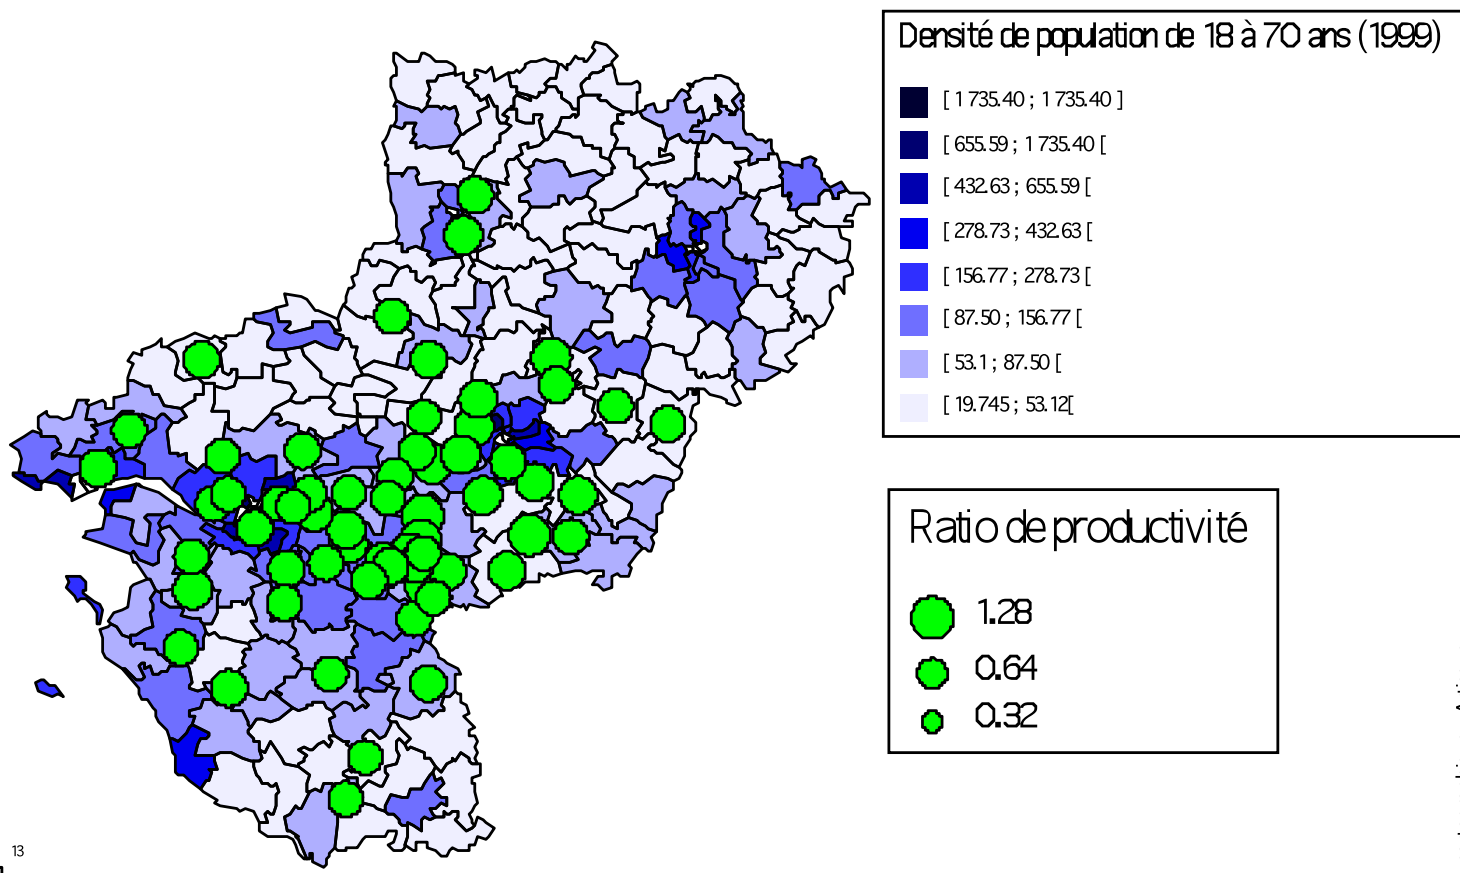 Densité de population de 18 à 70 ans (1999)
[ 1 735.40 ; 1 735.40 ]
[ 655.59 ; 1 735.40 [
[ 432.63 ; 655.59 [
[ 278.73 ; 432.63 [
[ 156.77 ; 278.73 [
[ 87.50 ; 156.77 [
[ 53.1 ; 87.50 [
[ 19.745 ; 53.12[
Ratio de productivité
1.28
0.64
0.32
13